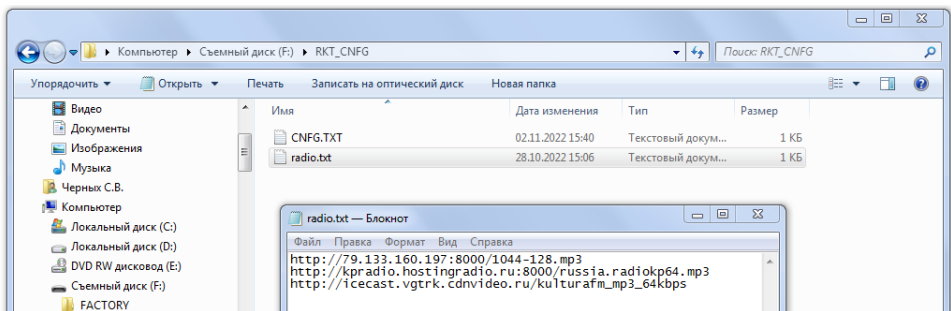 Компьютер ▸ Съемный диск (F:) ▸ RKT_CNFG
Поиск: RKT_CNFG
Упорядочить Открыть Печать Записать на оптический диск Новая папка
Видео
Документы
Изображения
Музыка
Черных С.В.
Компьютер
Локальный диск (C:)
Локальный диск (D:)
DVD RW дисковод (E:)
Съемный диск (F:)
FACTORY
Имя Дата изменения Тип Размер
CNFG.TXT 02.11.2022 15:40 Текстовый докум... 1 КБ
radio.txt 28.10.2022 15:06 Текстовый докум... 1 КБ
radio.txt — Блокнот
Файл Правка Формат Вид Справка
http://79.133.160.197:8000/1044-128.mp3
http://kpradio.hostingradio.ru:8000/russia.radiokp64.mp3
http://icecast.vgtrk.cdnvideo.ru/kulturafm_mp3_64kbps